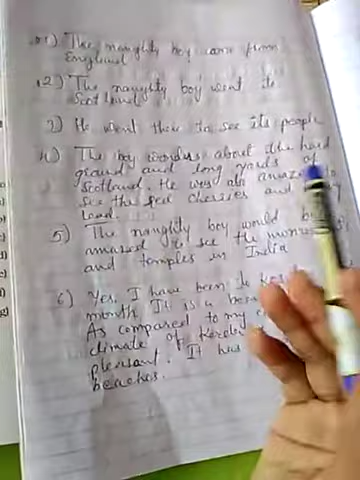 1) The naughty boy came from
England
2) The naughty boy went to
Scotland.
3) He went there to see its people
4) The boy wonders about the hard
ground and long yards of
Scotland. He was also amazed to
see the red cherries and
lead.
5) The naughty boy would be
amazed to see the
and temples in India
6) Yes, I have been to
month. It is a
As compared to my
climate of Kerala
pleasant. It has
beaches.